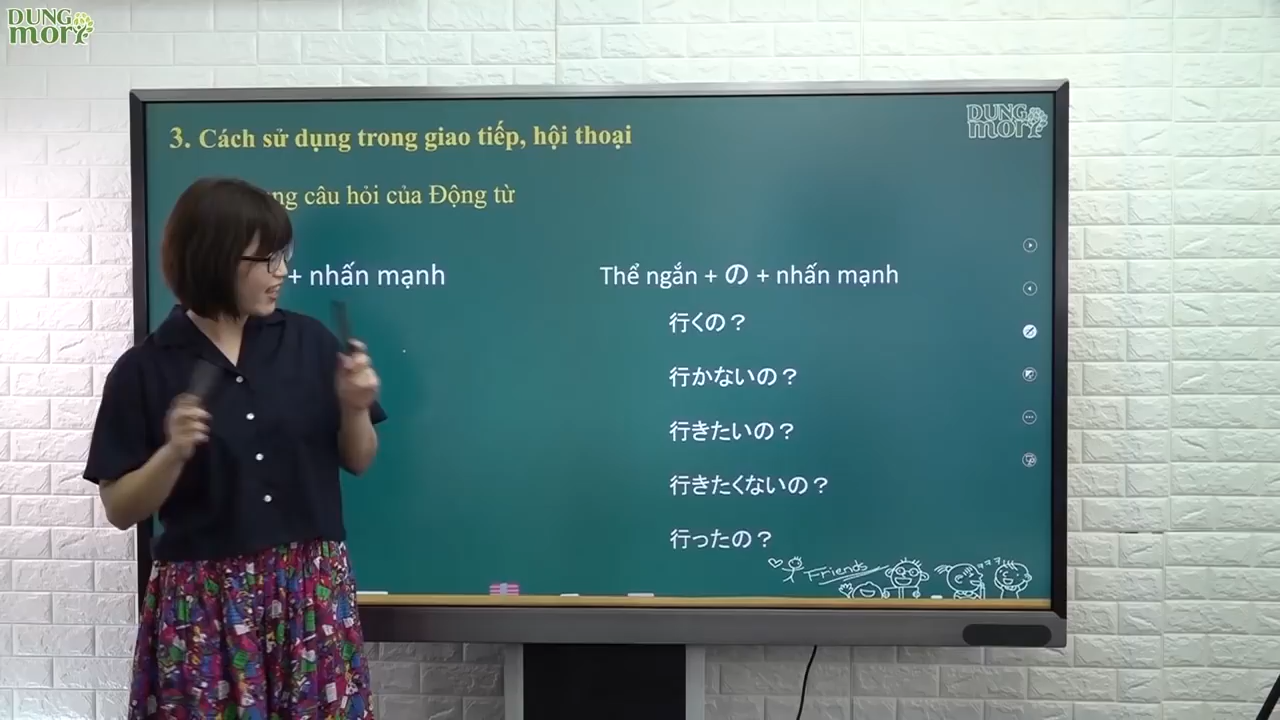 DUNG
mori
DUNG
mori
3. Cách sử dụng trong giao tiếp, hội thoại
câu hỏi của Động từ
+ nhấn mạnh
Thể ngắn + の + nhấn mạnh
行くの？
行かないの？
行きたいの？
行きたくないの？
行ったの？
Friends